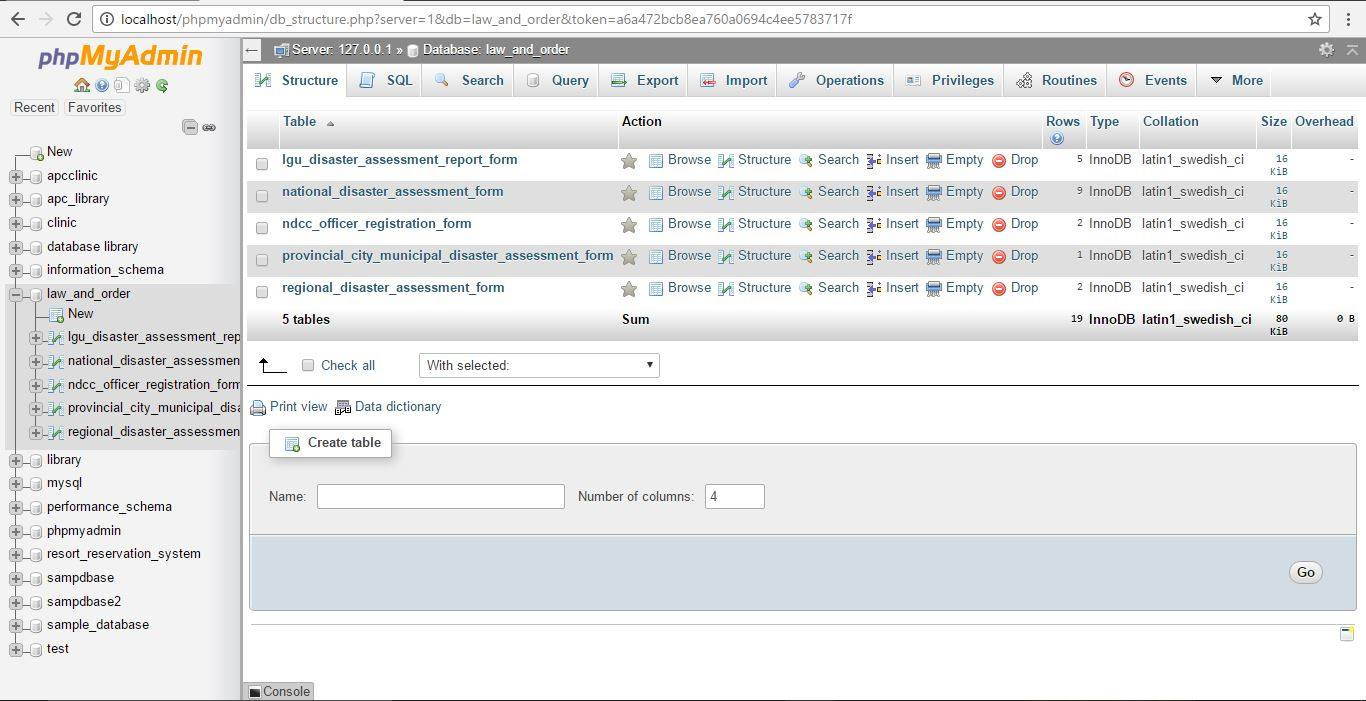 localhost/phpmyadmin/db_structure.php?server=1&db=law_and_order&token=a6a472bcb8ea760a0694c4ee5783717f
phpMyAdmin
Recent Favorites
New
apcclinic
apc_library
clinic
database library
information_schema
law_and_order
New
lgu_disaster_assessment_rep
national_disaster_assessmen
ndcc_officer_registration_form
provincial_city_municipal_disa
regional_disaster_assessmen
library
mysql
performance_schema
phpmyadmin
resort_reservation_system
sampdbase
sampdbase2
sample_database
test
Server: 127.0.0.1 » Database: law_and_order
Structure SQL Search Query Export Import Operations Privileges Routines Events More
Table Action Rows Type Collation Size Overhead
lgu_disaster_assessment_report_form Browse Structure Search Insert Empty Drop 5 InnoDB latin1_swedish_ci 16 KiB -
national_disaster_assessment_form Browse Structure Search Insert Empty Drop 9 InnoDB latin1_swedish_ci 16 KiB -
ndcc_officer_registration_form Browse Structure Search Insert Empty Drop 2 InnoDB latin1_swedish_ci 16 KiB -
provincial_city_municipal_disaster_assessment_form Browse Structure Search Insert Empty Drop 1 InnoDB latin1_swedish_ci 16 KiB -
regional_disaster_assessment_form Browse Structure Search Insert Empty Drop 2 InnoDB latin1_swedish_ci 16 KiB -
5 tables Sum 19 InnoDB latin1_swedish_ci 80 KiB 0 B
Check all With selected:
Print view Data dictionary
Create table
Name: Number of columns: 4
Go
Console